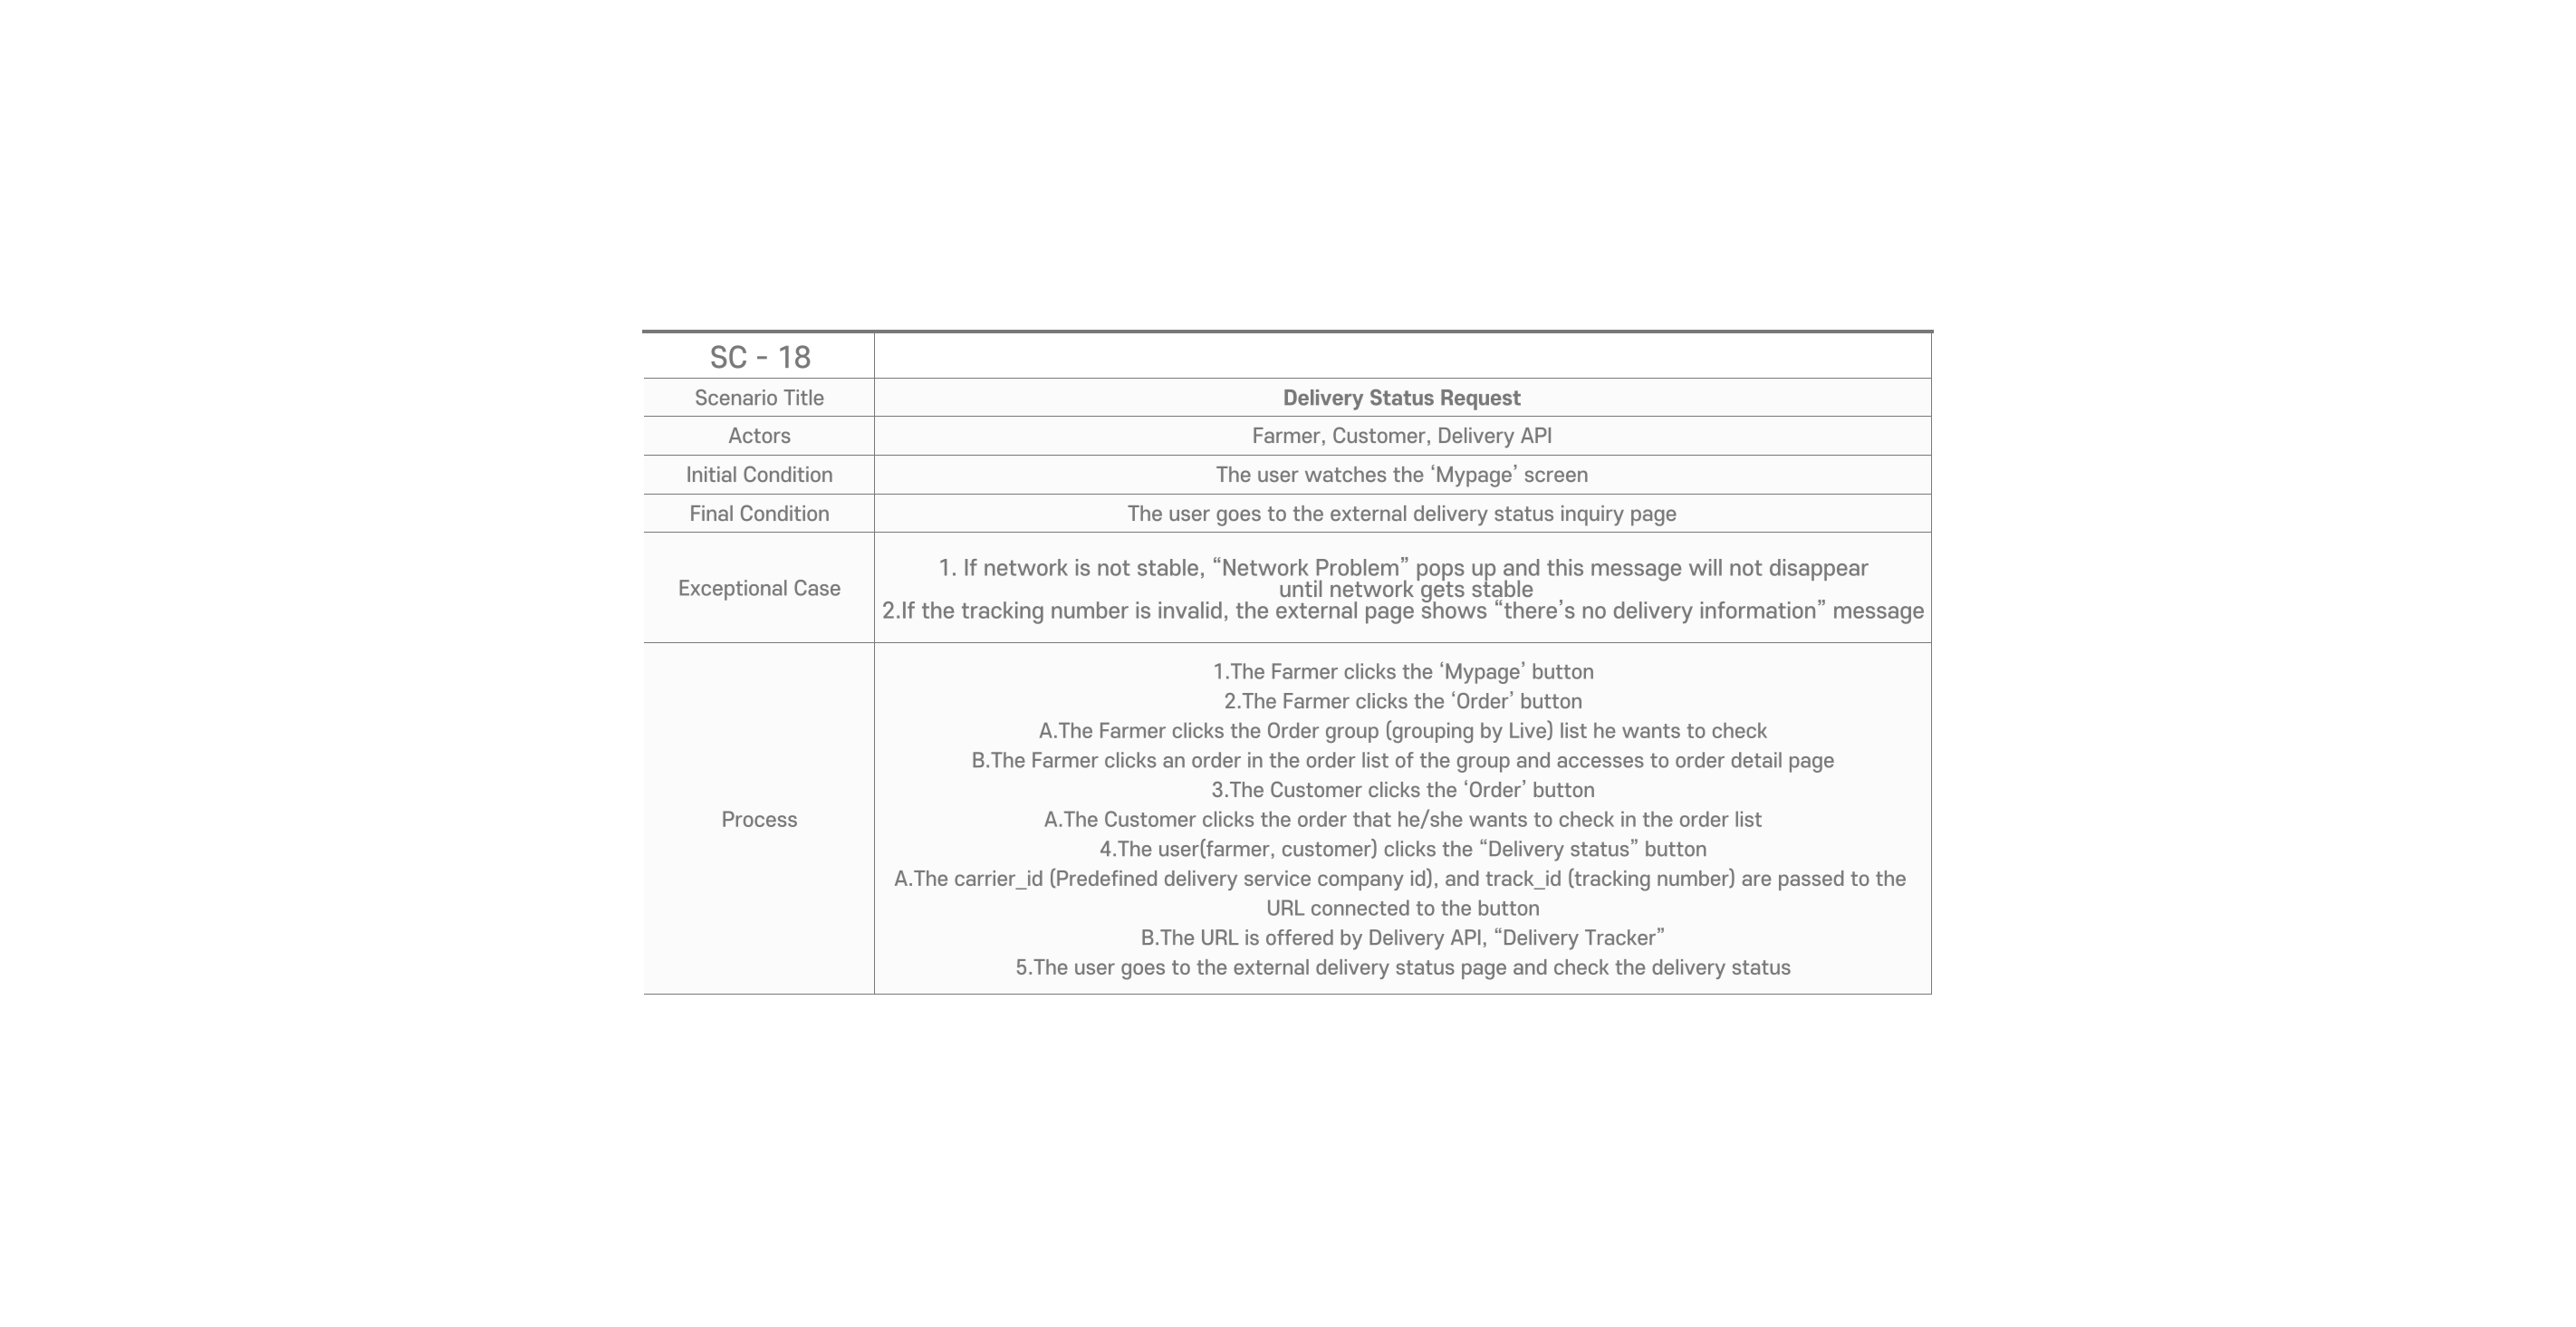 SC - 18
Scenario Title
Delivery Status Request
Actors
Farmer, Customer, Delivery API
Initial Condition
The user watches the ‘Mypage’ screen
Final Condition
The user goes to the external delivery status inquiry page
Exceptional Case
1. If network is not stable, “Network Problem” pops up and this message will not disappear
until network gets stable
2.If the tracking number is invalid, the external page shows “there’s no delivery information” message
Process
1.The Farmer clicks the ‘Mypage’ button
2.The Farmer clicks the ‘Order’ button
A.The Farmer clicks the Order group (grouping by Live) list he wants to check
B.The Farmer clicks an order in the order list of the group and accesses to order detail page
3.The Customer clicks the ‘Order’ button
A.The Customer clicks the order that he/she wants to check in the order list
4.The user(farmer, customer) clicks the “Delivery status” button
A.The carrier_id (Predefined delivery service company id), and track_id (tracking number) are passed to the
URL connected to the button
B.The URL is offered by Delivery API, “Delivery Tracker”
5.The user goes to the external delivery status page and check the delivery status